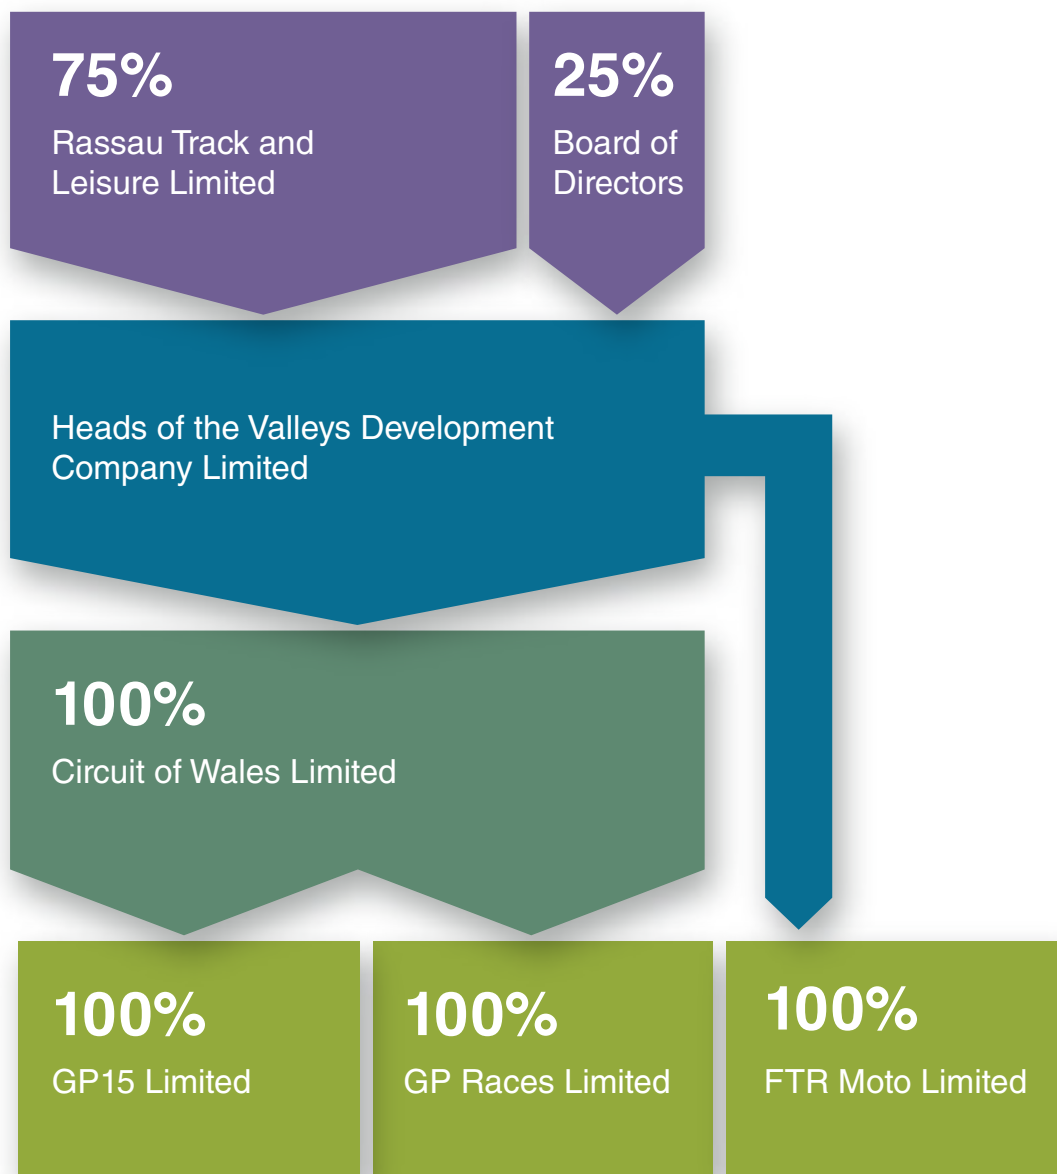 75%
Rassau Track and
Leisure Limited
25%
Board of
Directors
Heads of the Valleys Development
Company Limited
100%
Circuit of Wales Limited
100%
GP15 Limited
100%
GP Races Limited
100%
FTR Moto Limited